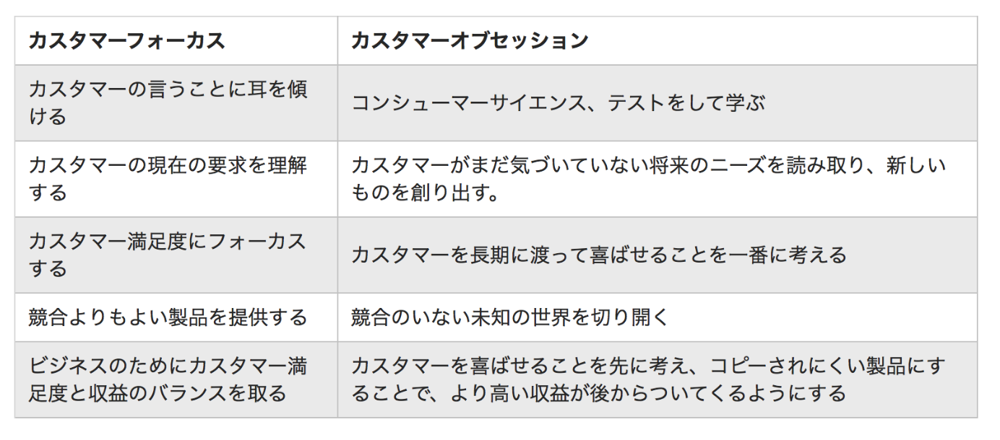 カスタマーフォーカス
カスタマーオブセッション
カスタマーの言うことに耳を傾
ける
コンシューマーサイエンス、テストをして学ぶ
カスタマーの現在の要求を理解
する
カスタマーがまだ気づいていない将来のニーズを読み取り、新しい
ものを創り出す。
カスタマー満足度にフォーカス
する
カスタマーを長期に渡って喜ばせることを一番に考える
競合よりもよい製品を提供する
競合のいない未知の世界を切り開く
ビジネスのためにカスタマー満
足度と収益のバランスを取る
カスタマーを喜ばせることを先に考え、コピーされにくい製品にす
ることで、より高い収益が後からついてくるようにする